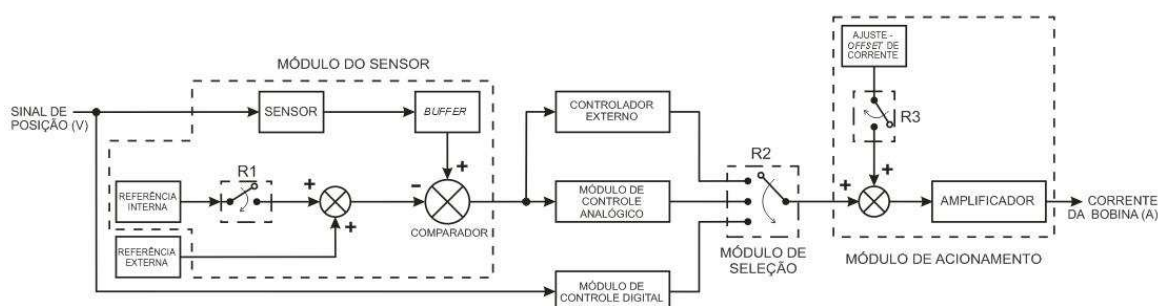 AJUSTE -
OFFSET DE
CORRENTE
MÓDULO DO SENSOR
SINAL DE
POSIÇÃO (V)
SENSOR
BUFFER
CONTROLADOR
EXTERNO
R3
R1
R2
+
+
REFERÊNCIA
INTERNA
+
-
MÓDULO DE
CONTROLE
ANALÓGICO
+
AMPLIFICADOR
CORRENTE
DA BOBINA (A)
+
COMPARADOR
REFERÊNCIA
EXTERNA
MÓDULO DE
SELEÇÃO
MÓDULO DE ACIONAMENTO
MÓDULO DE
CONTROLE DIGITAL